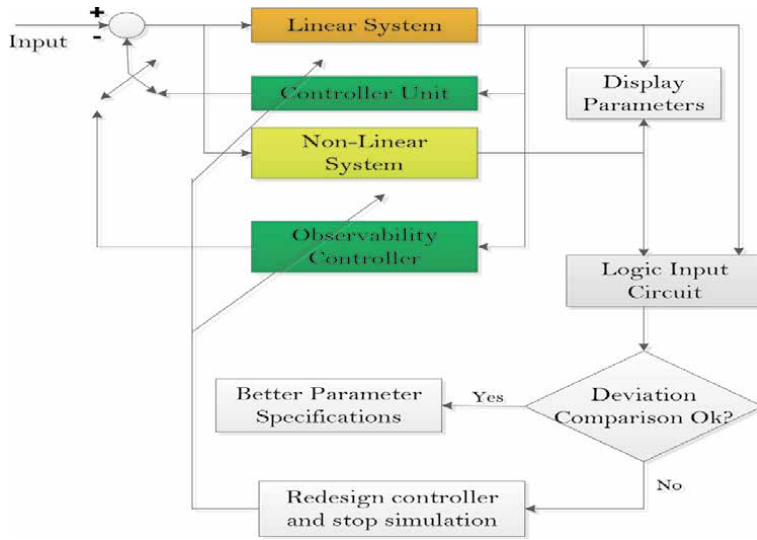 +
-
Input
Linear System
Controller Unit
Display
Parameters
Non-Linear
System
Observability
Controller
Logic Input
Circuit
Better Parameter
Specifications
Yes
Deviation
Comparison Ok?
No
Redesign controller
and stop simulation